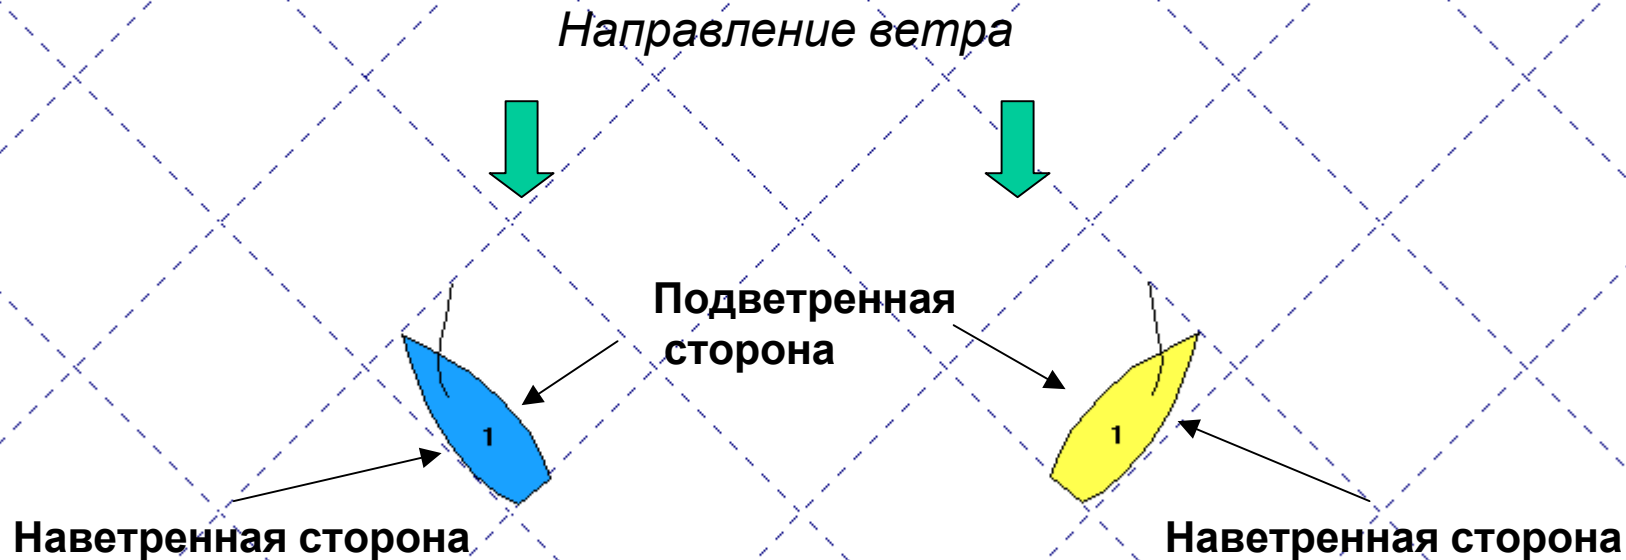 Направление ветра
Подветренная
сторона
1
1
Наветренная сторона
Наветренная сторона